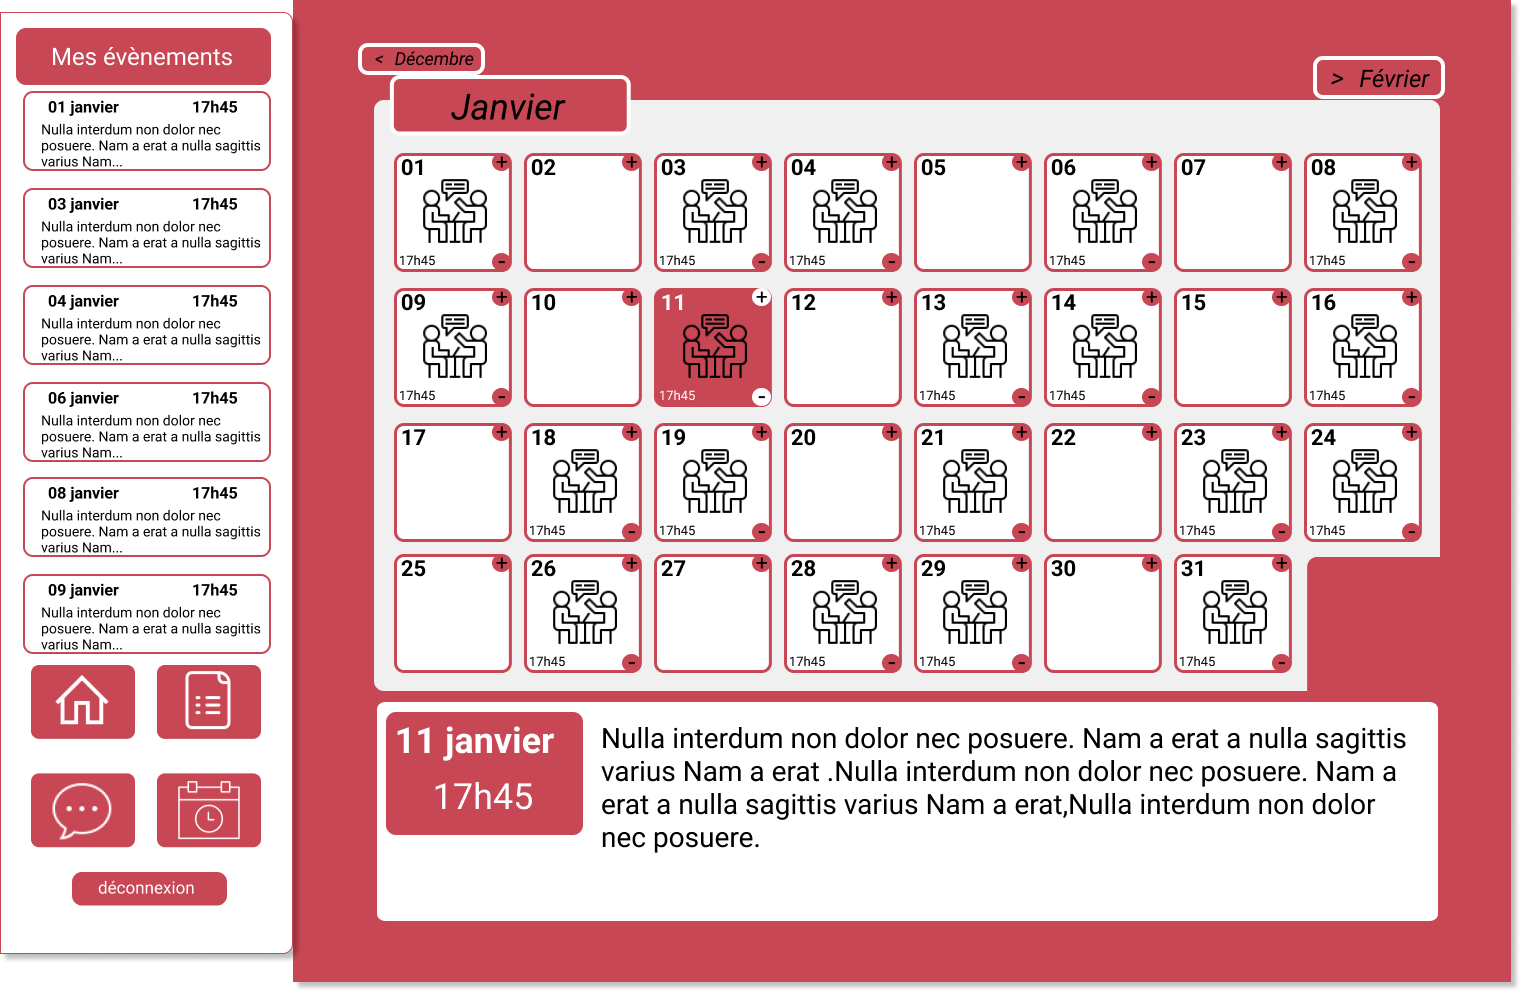 Mes évènements
01 janvier 17h45
Nulla interdum non dolor nec
posuere. Nam a erat a nulla sagittis
varius Nam...
03 janvier 17h45
Nulla interdum non dolor nec
posuere. Nam a erat a nulla sagittis
varius Nam...
04 janvier 17h45
Nulla interdum non dolor nec
posuere. Nam a erat a nulla sagittis
varius Nam...
06 janvier 17h45
Nulla interdum non dolor nec
posuere. Nam a erat a nulla sagittis
varius Nam...
08 janvier 17h45
Nulla interdum non dolor nec
posuere. Nam a erat a nulla sagittis
varius Nam...
09 janvier 17h45
Nulla interdum non dolor nec
posuere. Nam a erat a nulla sagittis
varius Nam...
déconnexion
< Décembre
Janvier
> Février
01 + 02 + 03 + 04 + 05 + 06 + 07 + 08 +
17h45 - 17h45 - 17h45 - 17h45 - 17h45 -
09 + 10 + 11 + 12 + 13 + 14 + 15 + 16 +
17h45 - 17h45 - 17h45 - 17h45 - 17h45 -
17 + 18 + 19 + 20 + 21 + 22 + 23 + 24 +
17h45 - 17h45 - 17h45 - 17h45 - 17h45 -
25 + 26 + 27 + 28 + 29 + 30 + 31 +
17h45 - 17h45 - 17h45 - 17h45 -
11 janvier
17h45
Nulla interdum non dolor nec posuere. Nam a erat a nulla sagittis
varius Nam a erat .Nulla interdum non dolor nec posuere. Nam a
erat a nulla sagittis varius Nam a erat,Nulla interdum non dolor
nec posuere.